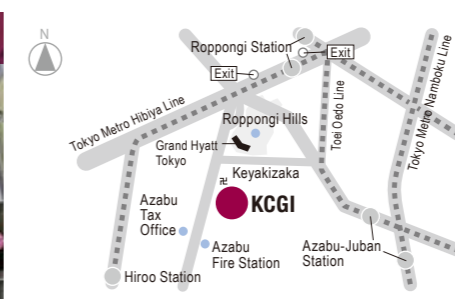 N
Roppongi Station
Exit
Exit
Tokyo Metro Hibiya Line
Toei Oedo Line
Tokyo Metro Namboku Line
Roppongi Hills
Grand Hyatt
Tokyo
Keyakizaka
卍
KCGI
Azabu
Tax
Office
Azabu
Fire Station
Azabu-Juban
Station
Hiroo Station